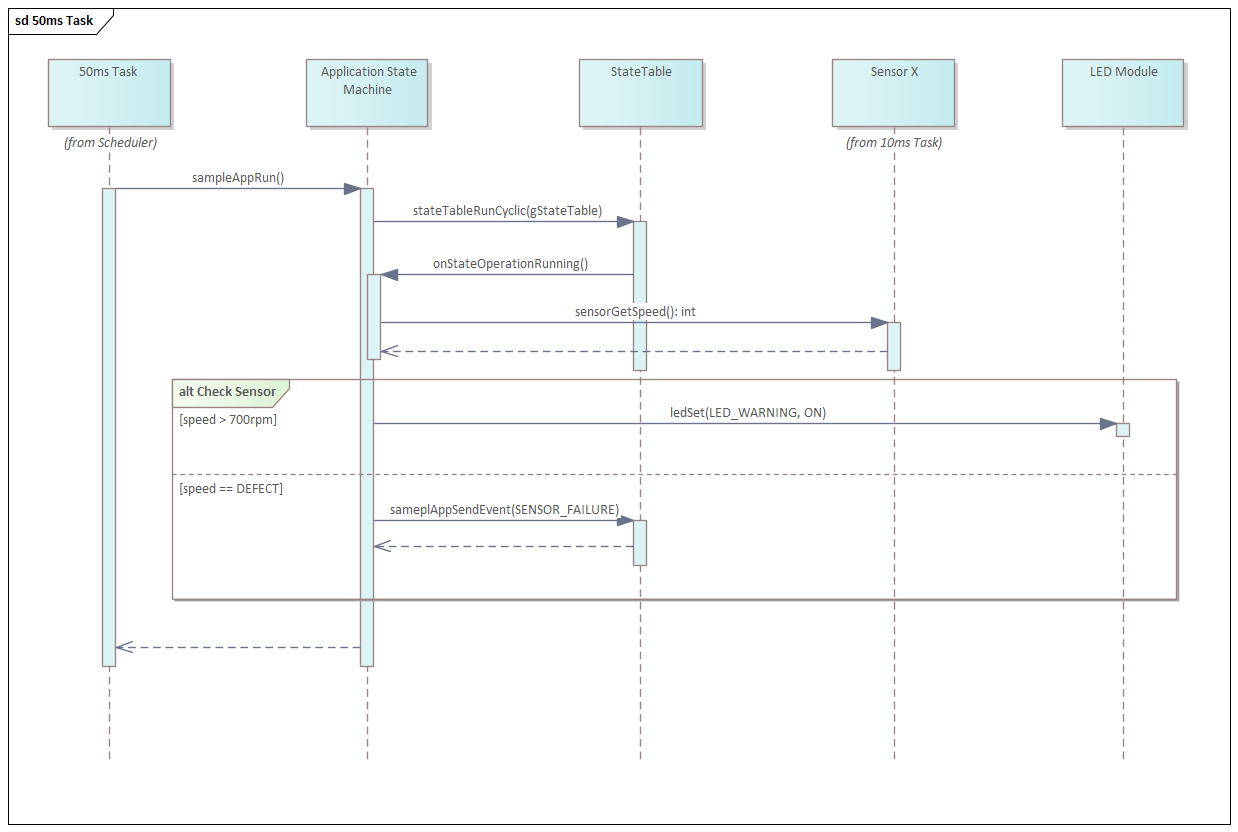 sd 50ms Task
50ms Task
Application State
Machine
StateTable
Sensor X
LED Module
(from Scheduler)
(from 10ms Task)
sampleAppRun()
stateTableRunCyclic(gStateTable)
onStateOperationRunning()
sensorGetSpeed(): int
alt Check Sensor
[speed > 700rpm]
ledSet(LED_WARNING, ON)
[speed == DEFECT]
sameplAppSendEvent(SENSOR_FAILURE)